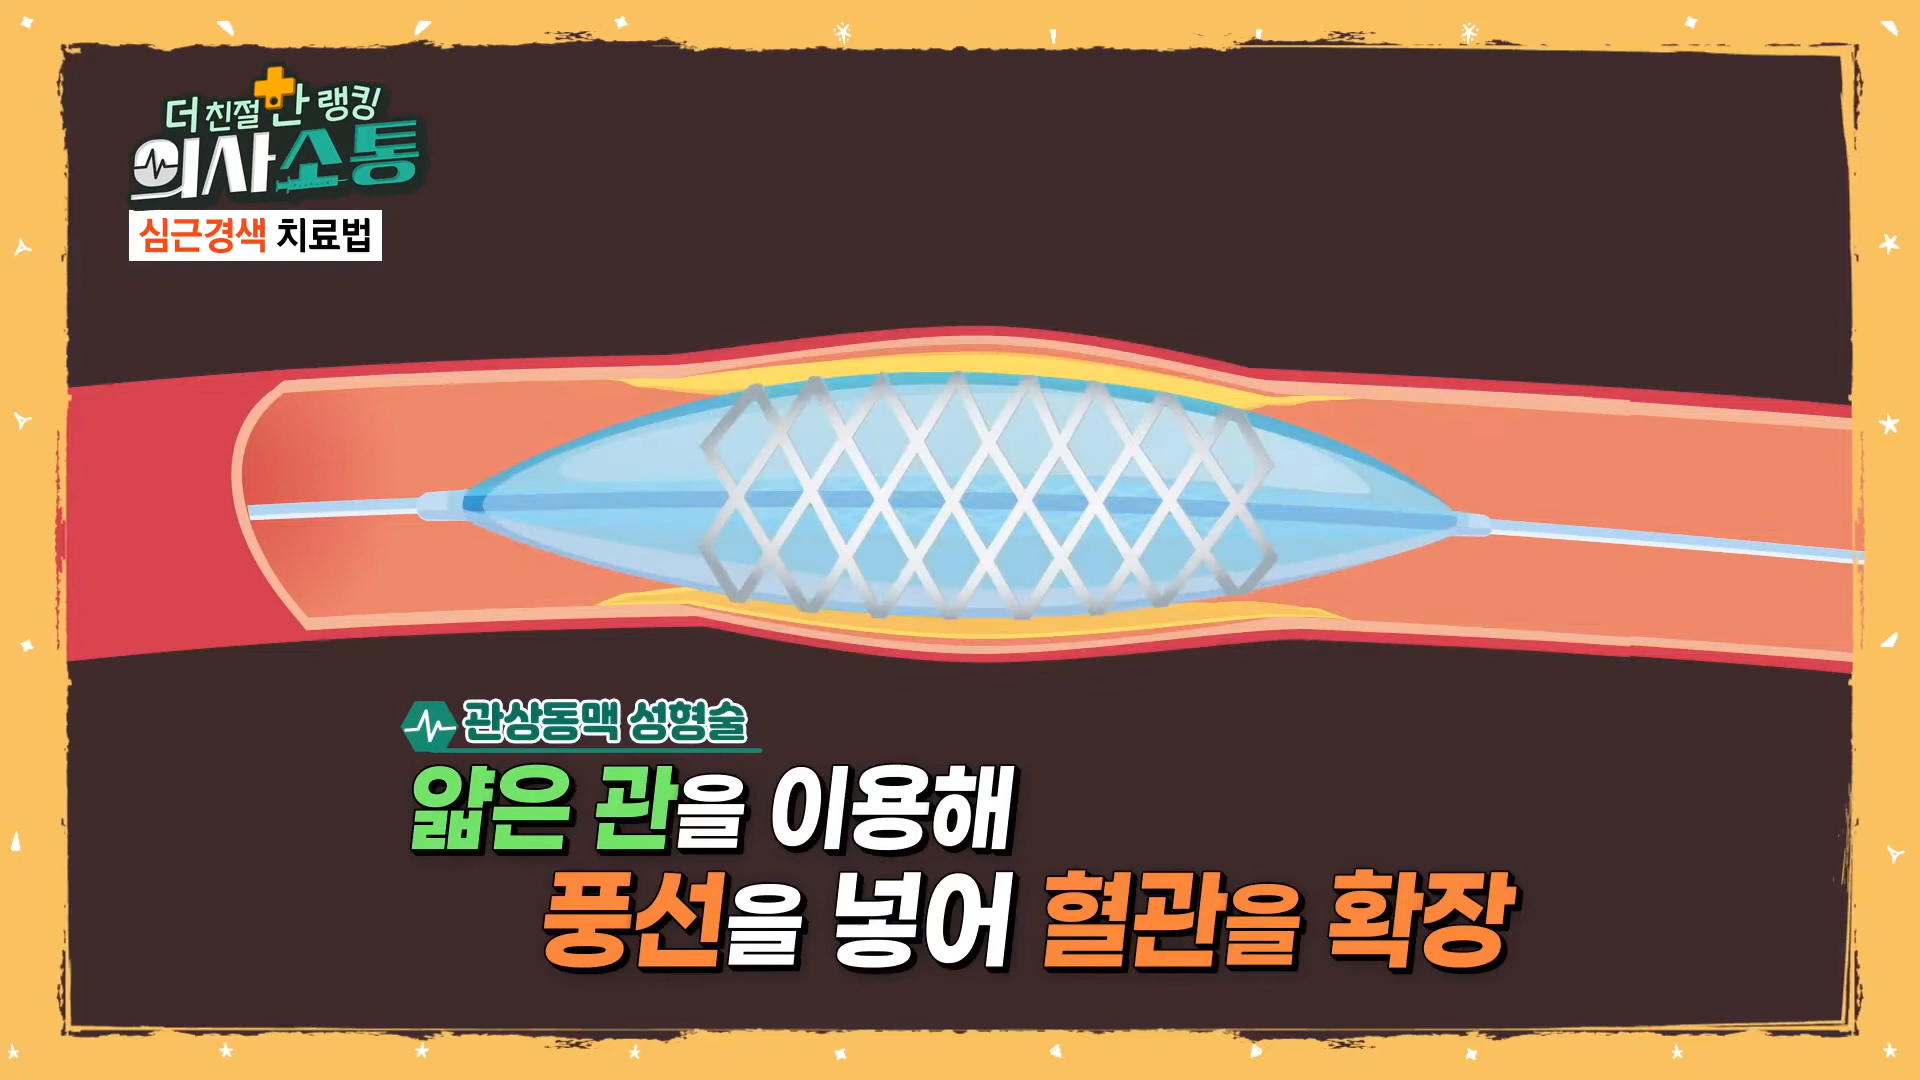 더 친절한 랭킹
의사소통
심근경색 치료법
관상동맥 성형술
얇은 관을 이용해
풍선을 넣어 혈관을 확장